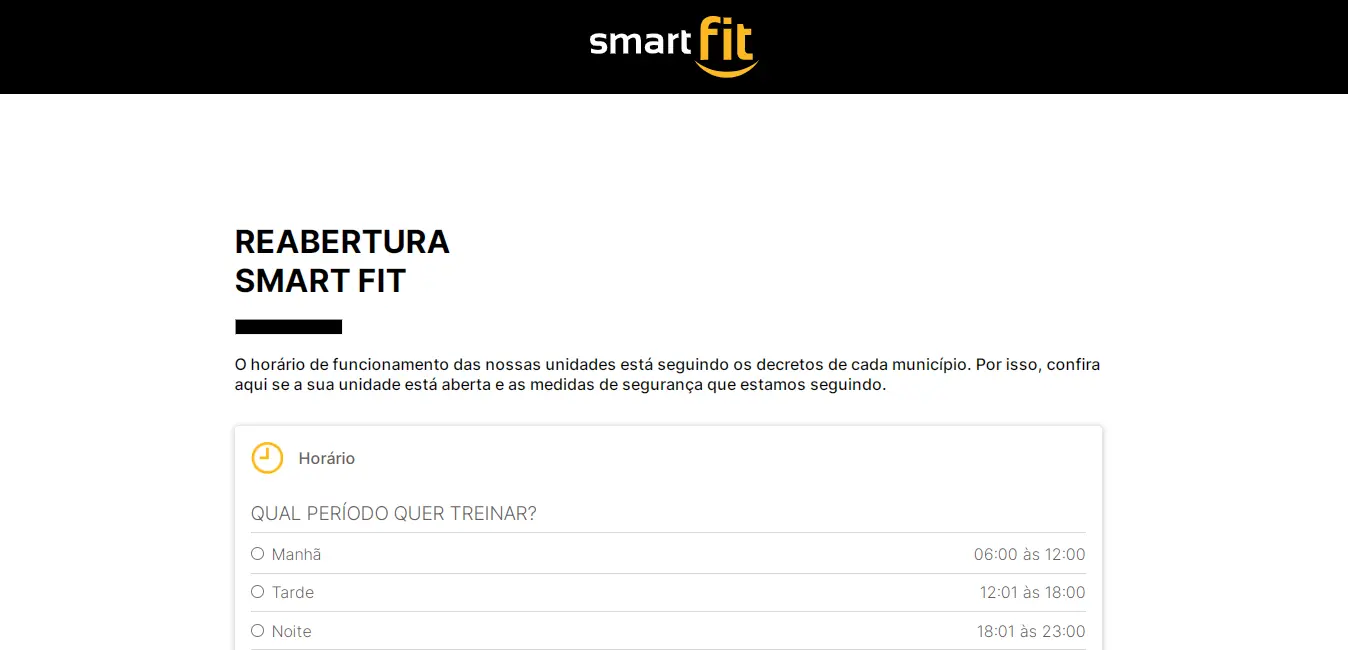 smart fit
REABERTURA
SMART FIT
O horário de funcionamento das nossas unidades está seguindo os decretos de cada município. Por isso, confira
aqui se a sua unidade está aberta e as medidas de segurança que estamos seguindo.
Horário
QUAL PERÍODO QUER TREINAR?
Manhã 06:00 às 12:00
Tarde 12:01 às 18:00
Noite 18:01 às 23:00